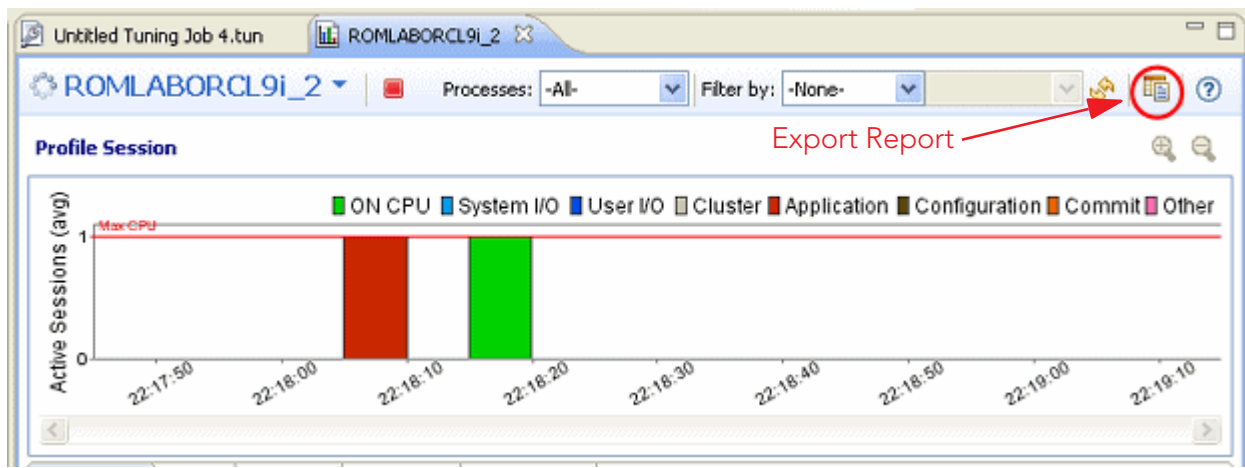 Untitled Tuning Job 4.tun ROMLABORCL9i_2
ROMLABORCL9i_2 Processes: -All- Filter by: -None-
Export Report
Profile Session
ON CPU System I/O User I/O Cluster Application Configuration Commit Other
Max CPU
Active Sessions (avg)
1
0
22:17:50 22:18:00 22:18:10 22:18:20 22:18:30 22:18:40 22:18:50 22:19:00 22:19:10